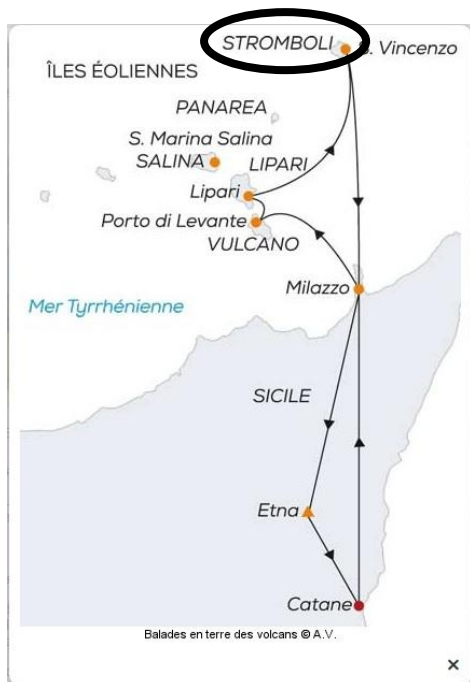 STROMBOLI
S. Vincenzo
ÎLES ÉOLIENNES
PANAREA
S. Marina Salina
SALINA
LIPARI
Lipari
Porto di Levante
VULCANO
Milazzo
Mer Tyrrhénienne
SICILE
Etna
Catane
Balades en terre des volcans © A.V.